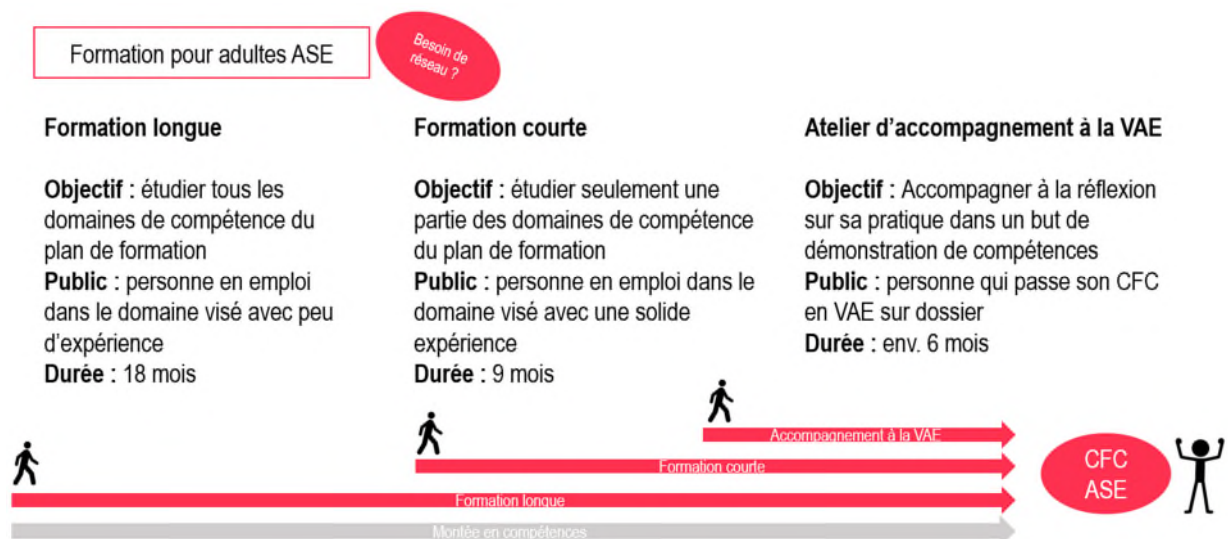 Formation pour adultes ASE
Besoin de
réseau ?
Formation longue
Objectif : étudier tous les
domaines de compétence du
plan de formation
Public : personne en emploi
dans le domaine visé avec peu
d'expérience
Durée : 18 mois
Formation courte
Objectif : étudier seulement une
partie des domaines de compétence
du plan de formation
Public : personne en emploi dans le
domaine visé avec une solide
expérience
Durée : 9 mois
Atelier d'accompagnement à la VAE
Objectif : Accompagner à la réflexion
sur sa pratique dans un but de
démonstration de compétences
Public : personne qui passe son CFC
en VAE sur dossier
Durée : env. 6 mois
Accompagnement à la VAE
Formation courte
Formation longue
Montée en compétences
CFC
ASE